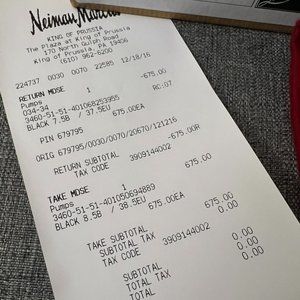 Neiman Marcus
KING OF PRUSSIA
The Plaza at King of Prussia
170 North Gulph Road
King of Prussia, PA 19406
(610) 962-6200
224737 0030 0070 22585 12/18/16
RETURN MDSE 1 -675.00
Pumps
034-34 RC:07
3460-51-51-401068253955
BLACK 7.5B / 37.5EU 675.00EA
PIN 679795
ORIG 679795/0030/0070/20670/121216
RETURN SUBTOTAL -675.00R
TAX CODE 3909144002
TAKE MDSE 1 675.00
Pumps
3460-51-51-401050694889
BLACK 8.5B / 38.5EU 675.00EA
TAKE SUBTOTAL 675.00
SUBTOTAL TAX 0.00
TAX CODE 3909144002
SUBTOTAL 0.00
TOTAL TAX 0.00
TOTAL 0.00